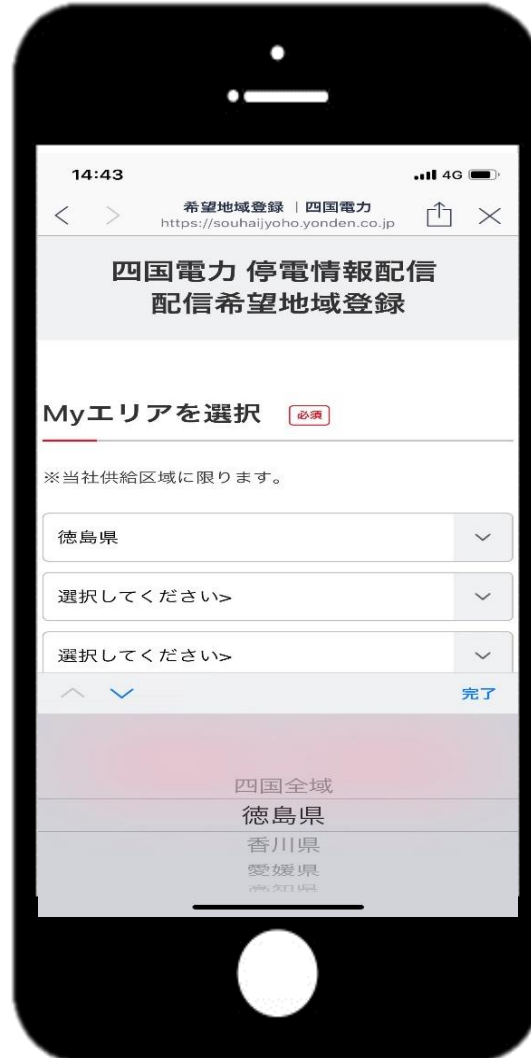 14:43 4G
希望地域登録 | 四国電力
https://souhaijyoho.yonden.co.jp
四国電力 停電情報配信
配信希望地域登録
Myエリアを選択 必須
※当社供給区域に限ります。
徳島県
選択してください>
選択してください>
完了
四国全域
徳島県
香川県
愛媛県
高知県